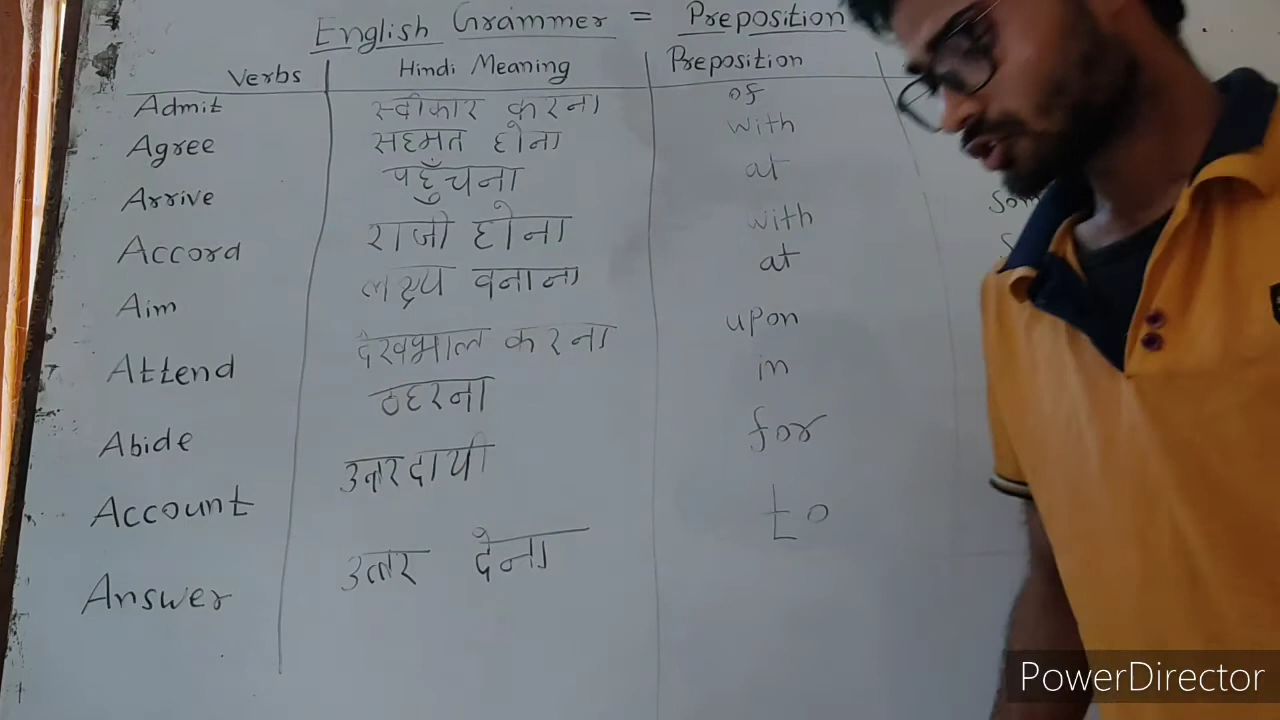 English Grammer = Preposition
Verbs Hindi Meaning Preposition
Admit स्वीकार करना of
Agree सहमत होना with
Arrive पहुँचना at
Accord राजी होना with
Aim लक्ष्य बनाना at
Attend देखभाल करना upon
Abide ठहरना in
Account उत्तरदायी for
Answer उत्तर देना to
PowerDirector